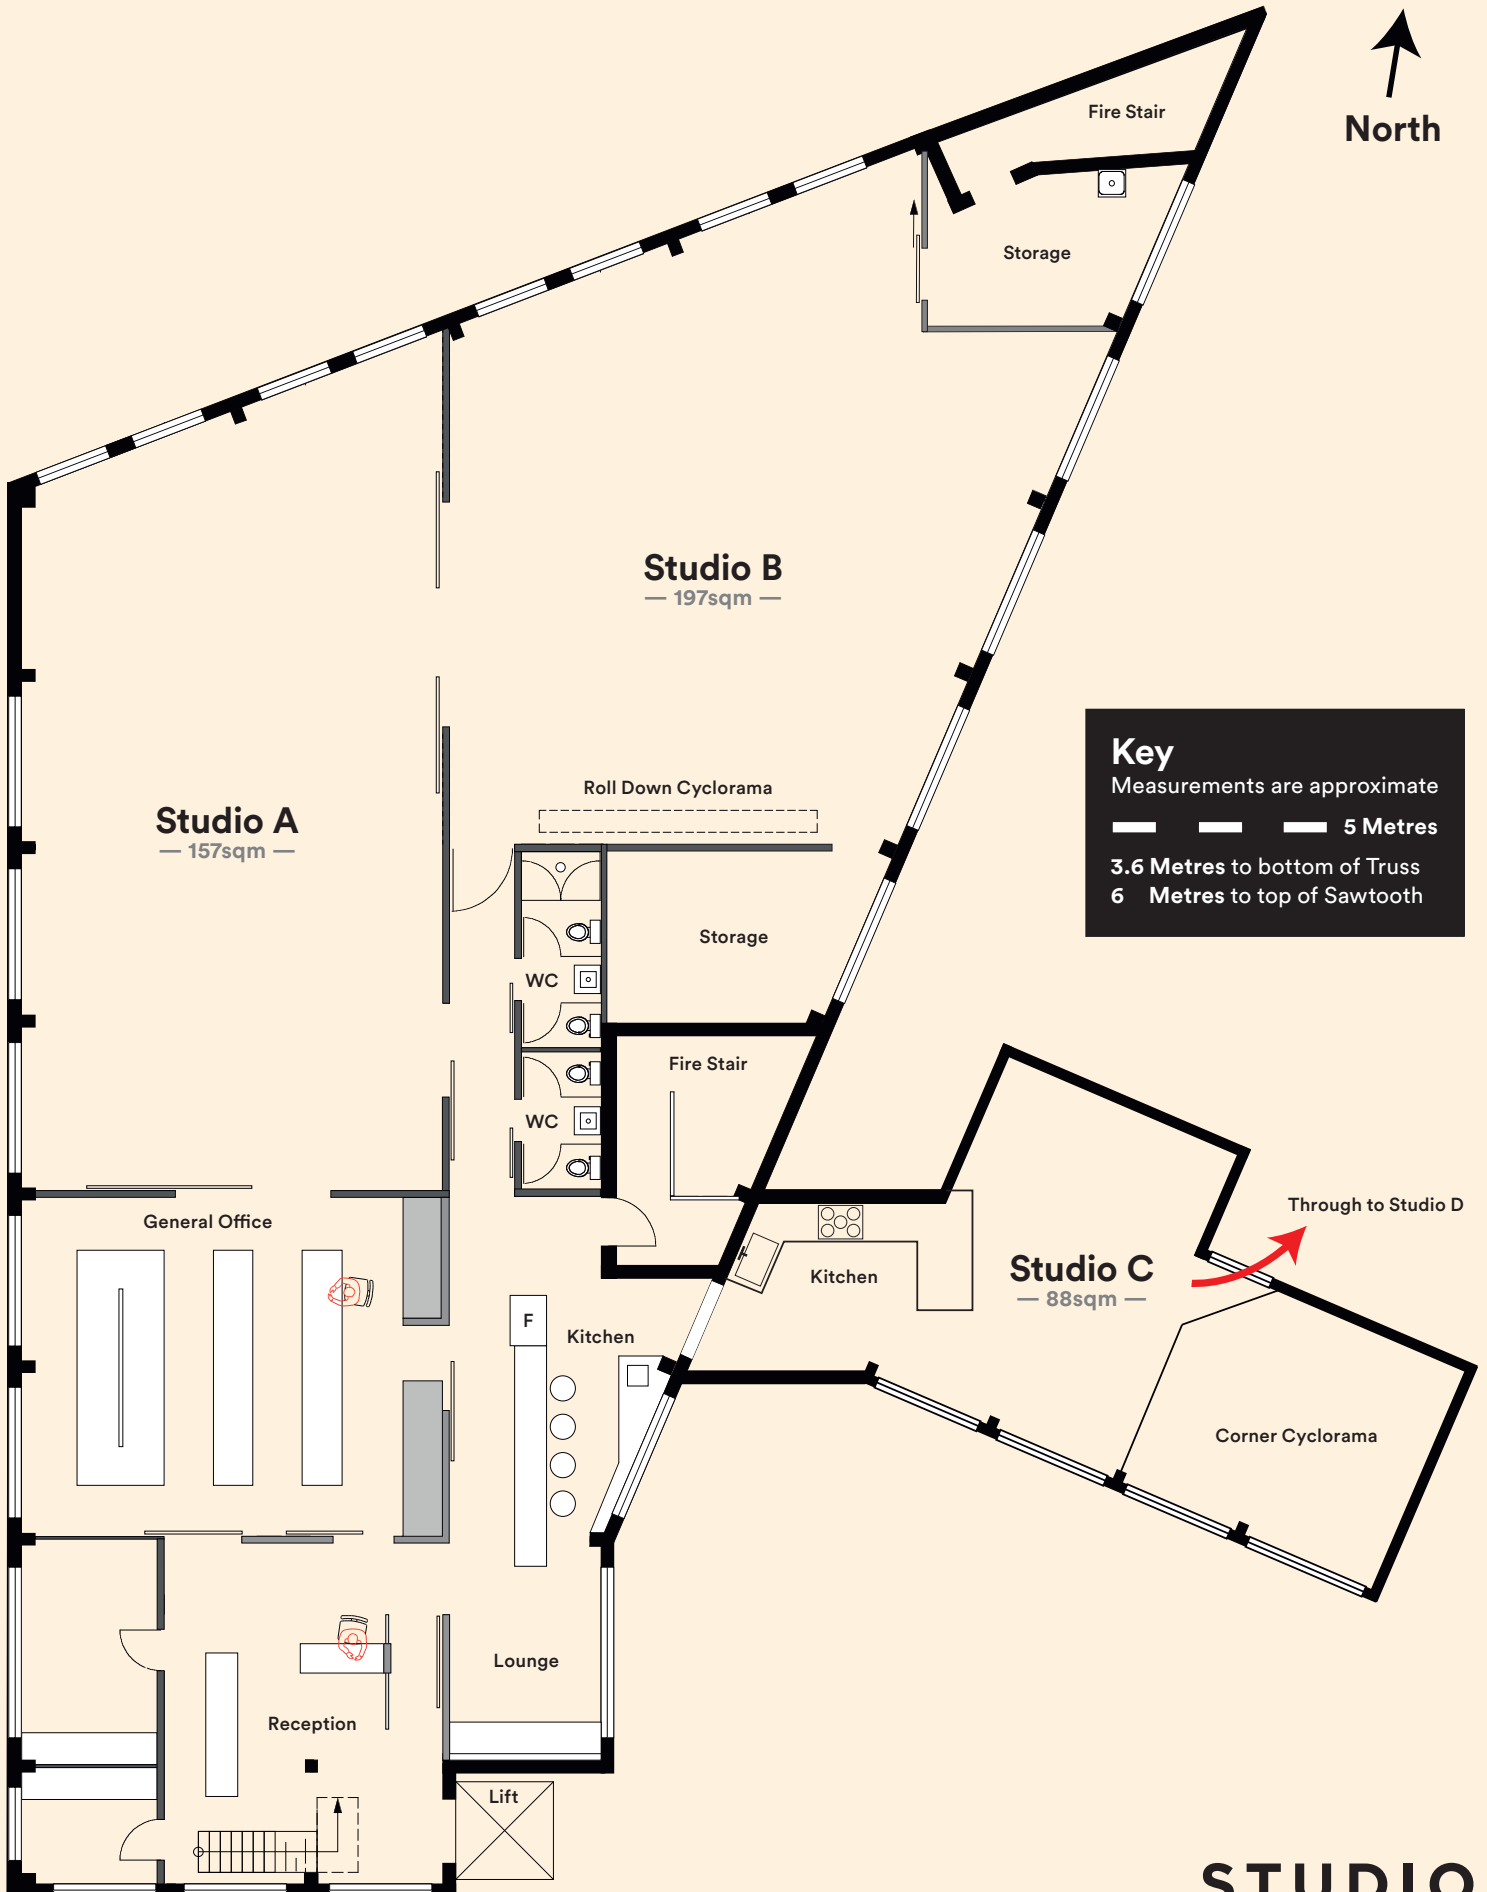 North
Fire Stair
Storage
Studio B
— 197sqm —
Key
Measurements are approximate
5 Metres
3.6 Metres to bottom of Truss
6 Metres to top of Sawtooth
Roll Down Cyclorama
Studio A
— 157sqm —
Storage
WC
Fire Stair
WC
Through to Studio D
General Office
Studio C
— 88sqm —
Kitchen
F
Kitchen
Corner Cyclorama
Lounge
Reception
Lift
STUDIO